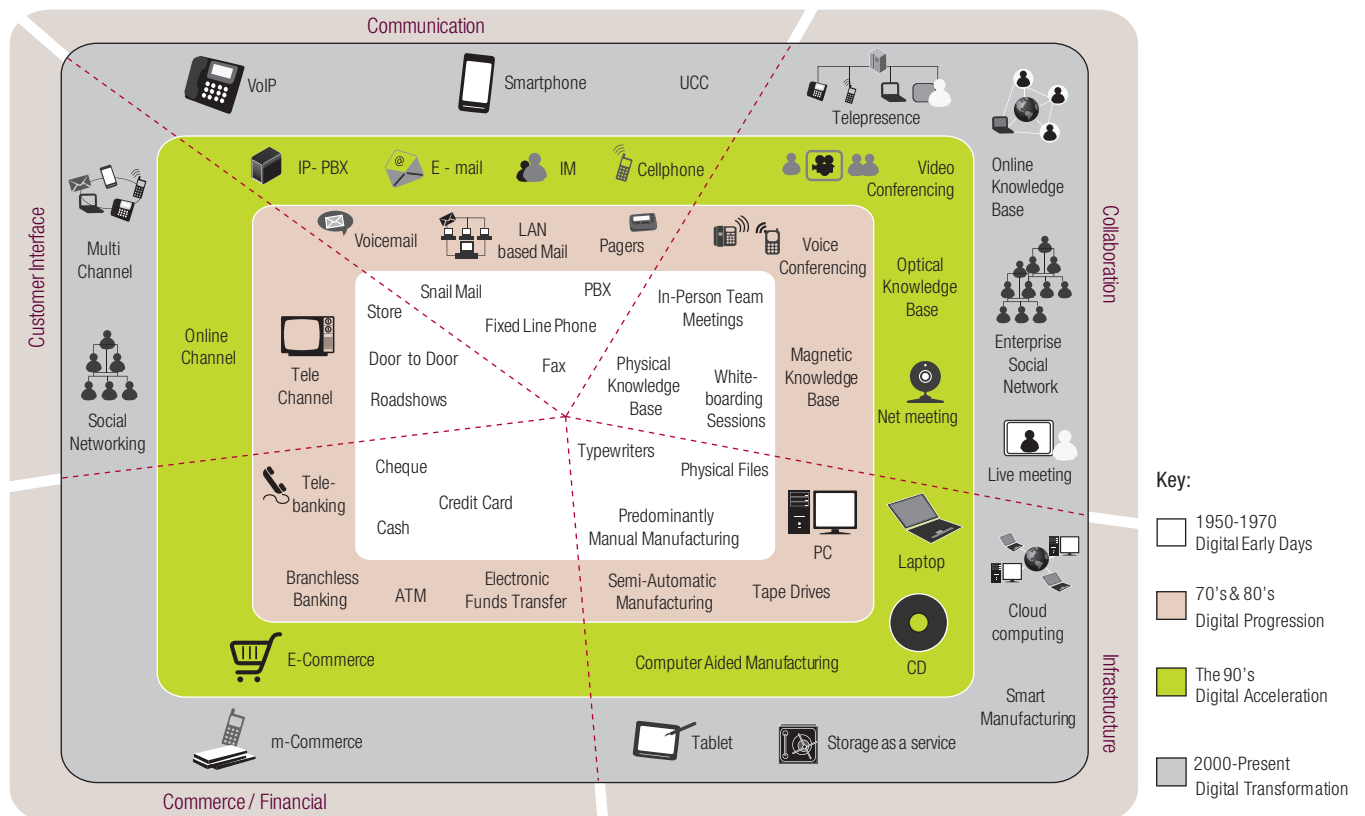 Communication
VoIP
Smartphone
UCC
Telepresence
IP- PBX
@
E - mail
IM
Cellphone
Video
Conferencing
Online
Knowledge
Base
Voicemail
LAN
based Mail
Pagers
Voice
Conferencing
Customer Interface
Multi
Channel
Collaboration
Optical
Knowledge
Base
Snail Mail
PBX
In-Person Team
Meetings
Store
Fixed Line Phone
Online
Channel
Tele
Channel
Door to Door
Fax
Physical
Knowledge
Base
White-
boarding
Sessions
Magnetic
Knowledge
Base
Enterprise
Social
Network
Roadshows
Net meeting
Social
Networking
Live meeting
Typewriters
Physical Files
Cheque
Tele-
banking
Credit Card
Cash
Predominantly
Manual Manufacturing
PC
Laptop
Branchless
Banking
ATM
Electronic
Funds Transfer
Semi-Automatic
Manufacturing
Tape Drives
Cloud
computing
E-Commerce
Computer Aided Manufacturing
CD
Infrastructure
Smart
Manufacturing
m-Commerce
Tablet
Storage as a service
Commerce / Financial
Key:
1950-1970
Digital Early Days
70's & 80's
Digital Progression
The 90's
Digital Acceleration
2000-Present
Digital Transformation